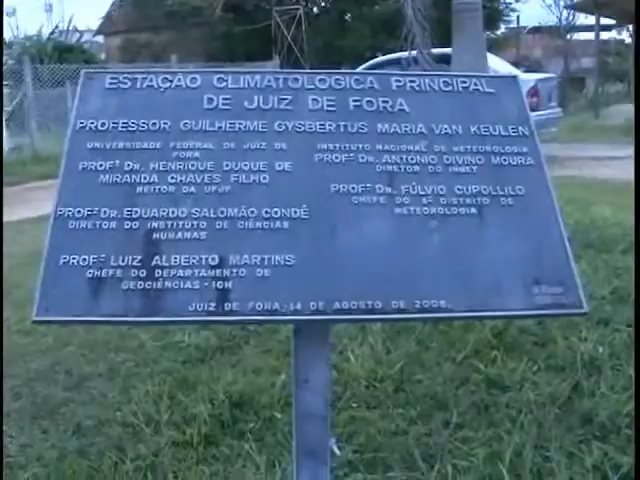 ESTAÇÃO CLIMATOLÓGICA PRINCIPAL
DE JUIZ DE FORA
PROFESSOR GUILHERME GYSBERTUS MARIA VAN KEULEN
UNIVERSIDADE FEDERAL DE JUIZ DE
FORA
PROFº DR. HENRIQUE DUQUE DE
MIRANDA CHAVES FILHO
REITOR DA UFJF
PROFº DR. EDUARDO SALOMÃO CONDÉ
DIRETOR DO INSTITUTO DE CIÊNCIAS
HUMANAS
PROFº LUIZ ALBERTO MARTINS
CHEFE DO DEPARTAMENTO DE
GEOCIÊNCIAS - ICH
INSTITUTO NACIONAL DE METEOROLOGIA
PROFº DR. ANTÔNIO DIVINO MOURA
DIRETOR DO INMET
PROFº DR. FÚLVIO CUPOLLILO
CHEFE DO 5º DISTRITO DE
METEOROLOGIA
JUIZ DE FORA, 14 DE AGOSTO DE 2008.